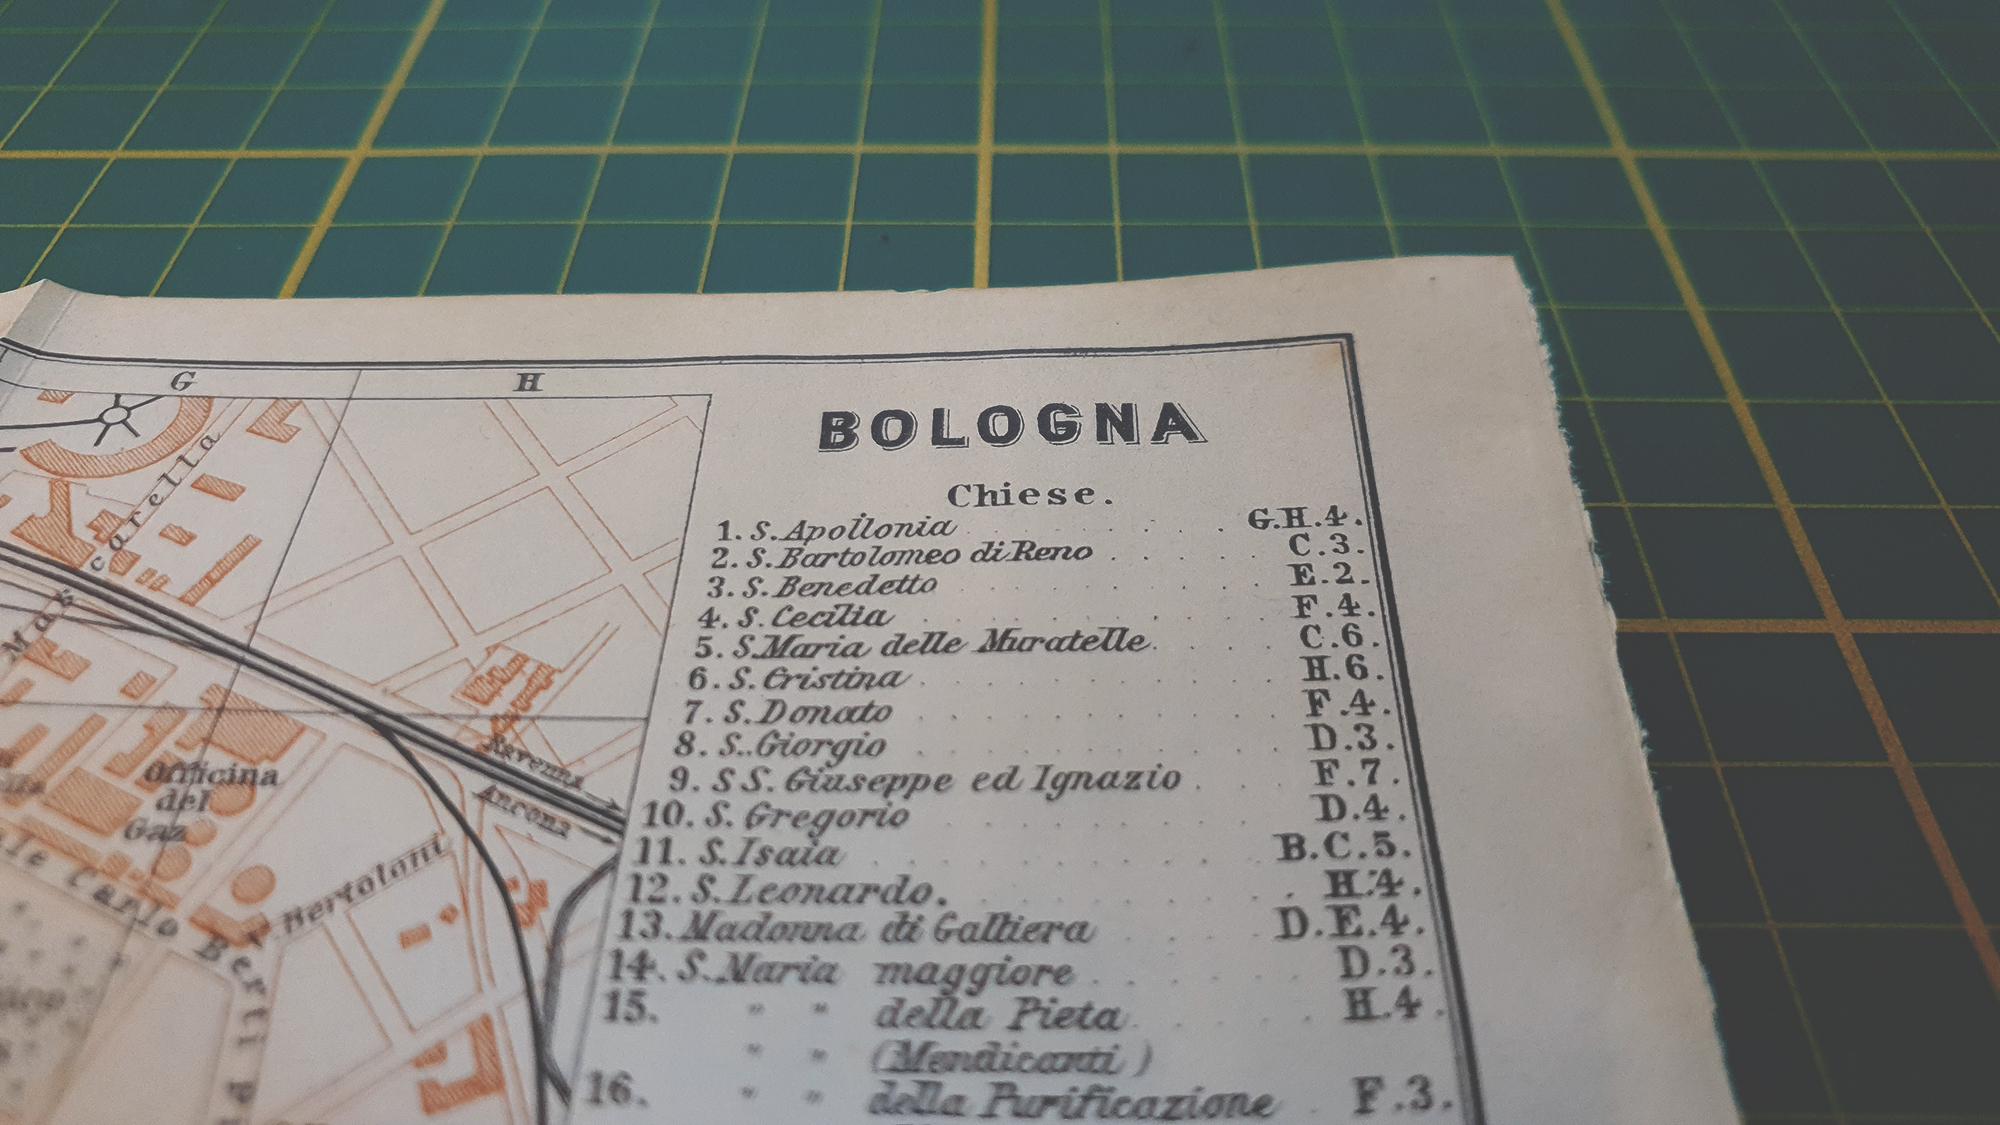 G H
BOLOGNA
Chiese.
1. S. Apollonia G.H.4.
2. S. Bartolomeo di Reno C.3.
3. S. Benedetto E.2.
4. S. Cecilia F.4.
5. S. Maria delle Muratelle C.6.
6. S. Cristina H.6.
7. S. Donato F.4.
8. S. Giorgio D.3.
9. SS. Giuseppe ed Ignazio F.7.
10. S. Gregorio D.4.
11. S. Isaia B.C.5.
12. S. Leonardo. H.4.
13. Madonna di Galliera D.E.4.
14. S. Maria maggiore D.3.
15. " " della Pieta H.4.
" " (Mendicanti)
16. " " della Purificazione F.3.
Mas carella
Ravenna
Ancona
Officina
del
Gaz
Bertoloni
Carlo Berti